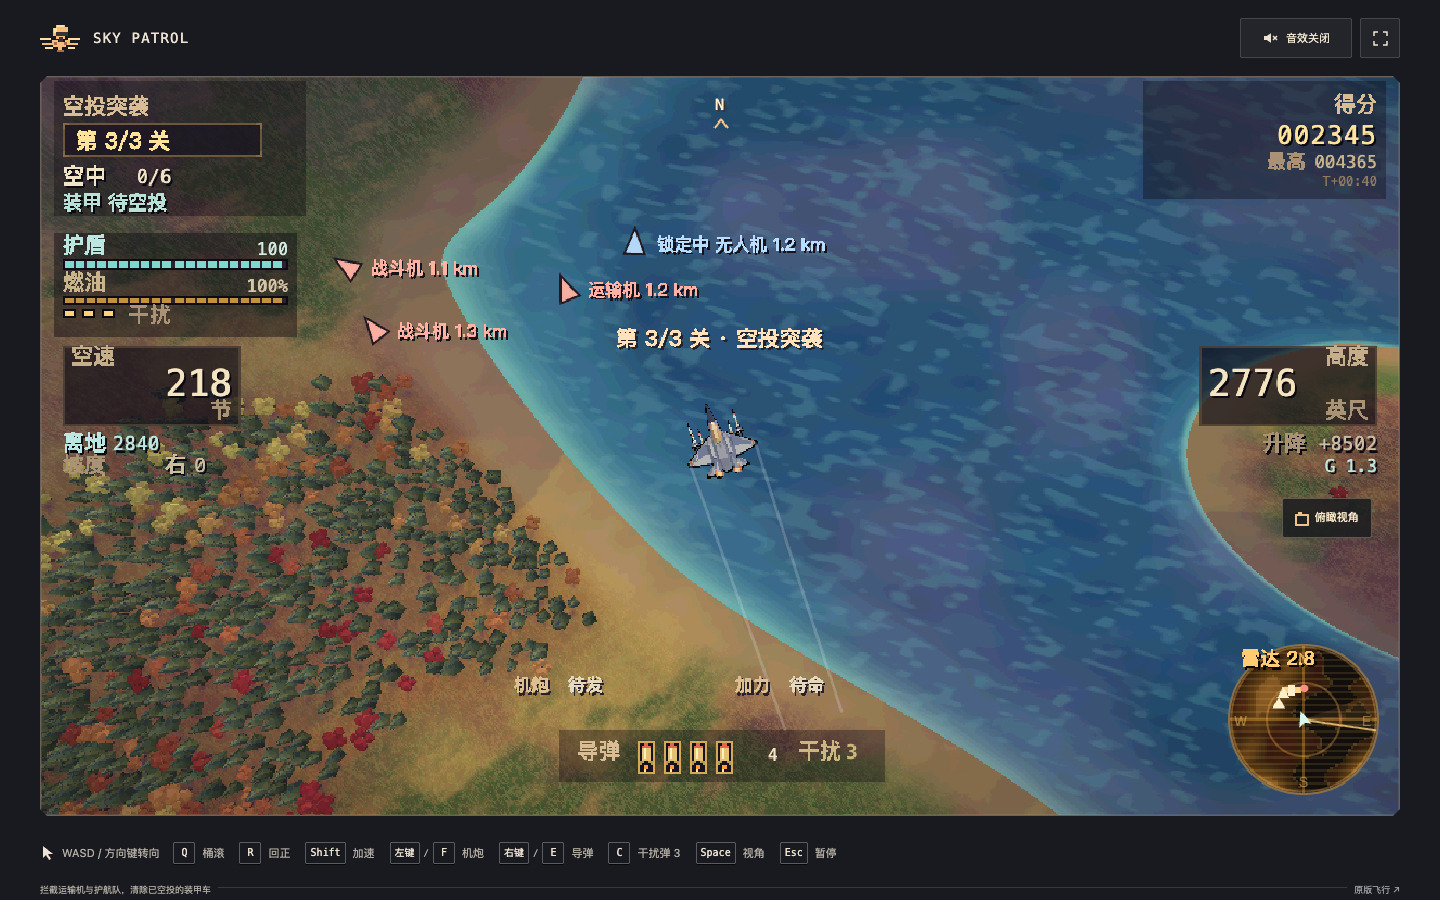 SKY PATROL
音效关闭
空投突袭
第 3/3 关
空中 0/6
装甲 待空投
护盾 100
燃油 100%
干扰
空速
218
节
离地 2840
右 0
N
得分
002345
最高 004365
T+00:40
锁定中 无人机 1.2 km
战斗机 1.1 km
运输机 1.2 km
战斗机 1.3 km
第 3/3 关 · 空投突袭
高度
2776
英尺
升降 +8502
G 1.3
俯瞰视角
雷达 2.8
W
E
S
机炮 待发
加力 待命
导弹 4 干扰 3
WASD / 方向键转向 Q 桶滚 R 回正 Shift 加速 左键 / F 机炮 右键 / E 导弹 C 干扰弹 3 Space 视角 Esc 暂停
拦截运输机与护航队，清除已空投的装甲车
原版飞行 ↗